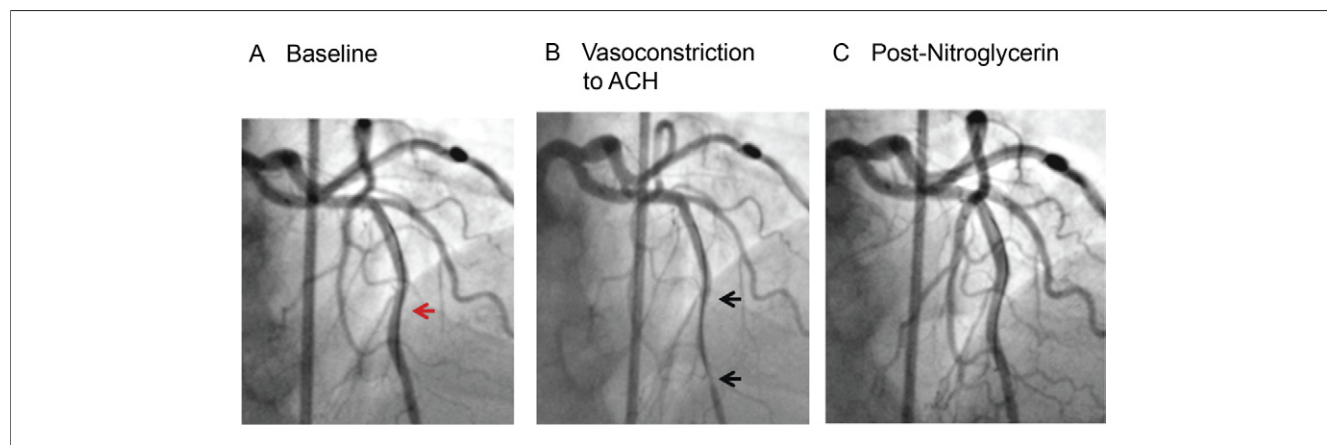 A Baseline
B Vasoconstriction
to ACH
C Post-Nitroglycerin